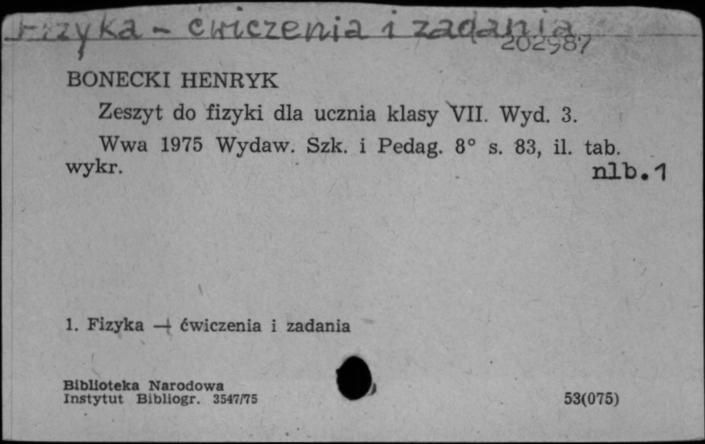 Fizyka - ćwiczenia i zadania
202987
BONECKI HENRYK
Zeszyt do fizyki dla ucznia klasy VII. Wyd. 3.
Wwa 1975 Wydaw. Szk. i Pedag. 8° s. 83, il. tab.
wykr.
nlb.1
1. Fizyka — ćwiczenia i zadania
Biblioteka Narodowa
Instytut Bibliogr. 3547/75
53(075)